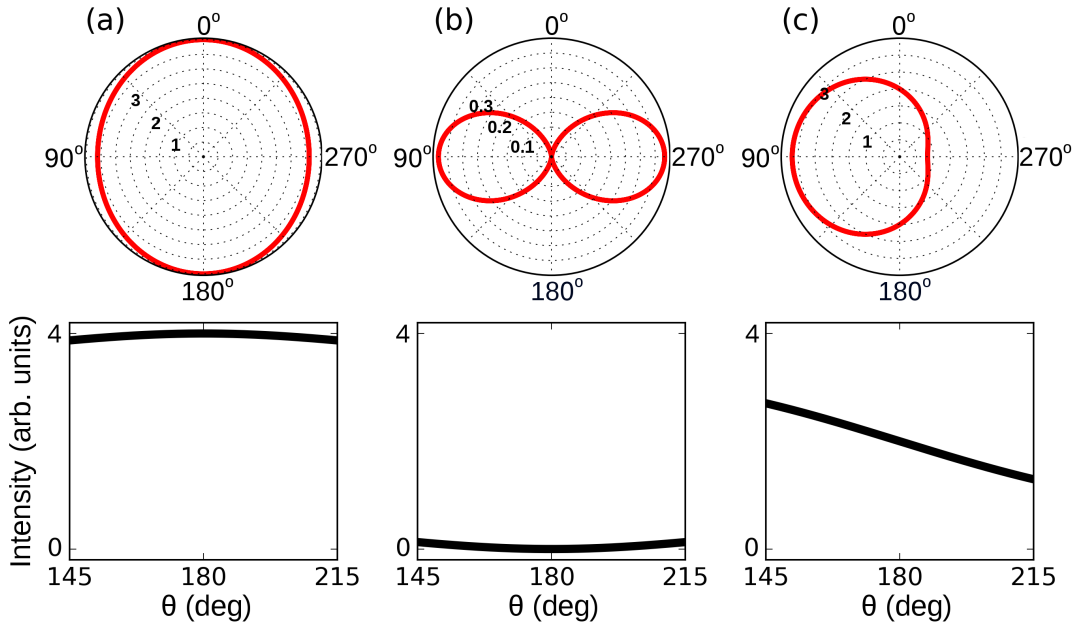 (a) (b) (c)
0° 0° 0°
3 2 1
0.3 0.2 0.1
3 2 1
90° 270° 90° 270° 90° 270°
180° 180° 180°
Intensity (arb. units)
4 4 4
0 0 0
145 180 215 145 180 215 145 180 215
θ (deg) θ (deg) θ (deg)